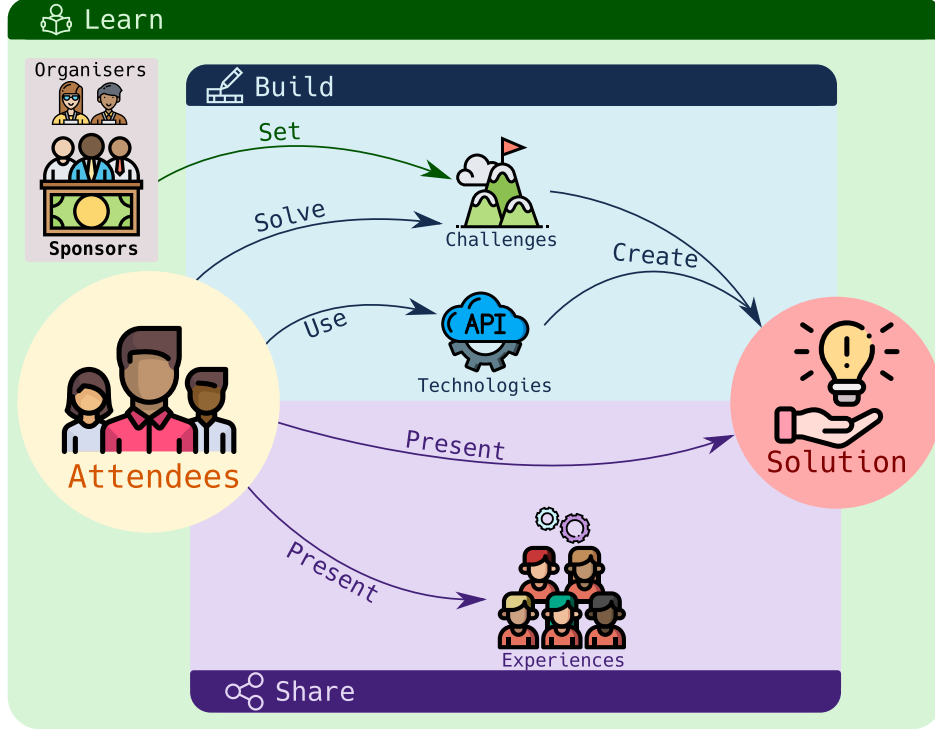 Learn
Organisers
Sponsors
Build
Set
Solve
Challenges
Create
Use
API
Technologies
Attendees
Present
Solution
Present
Experiences
Share